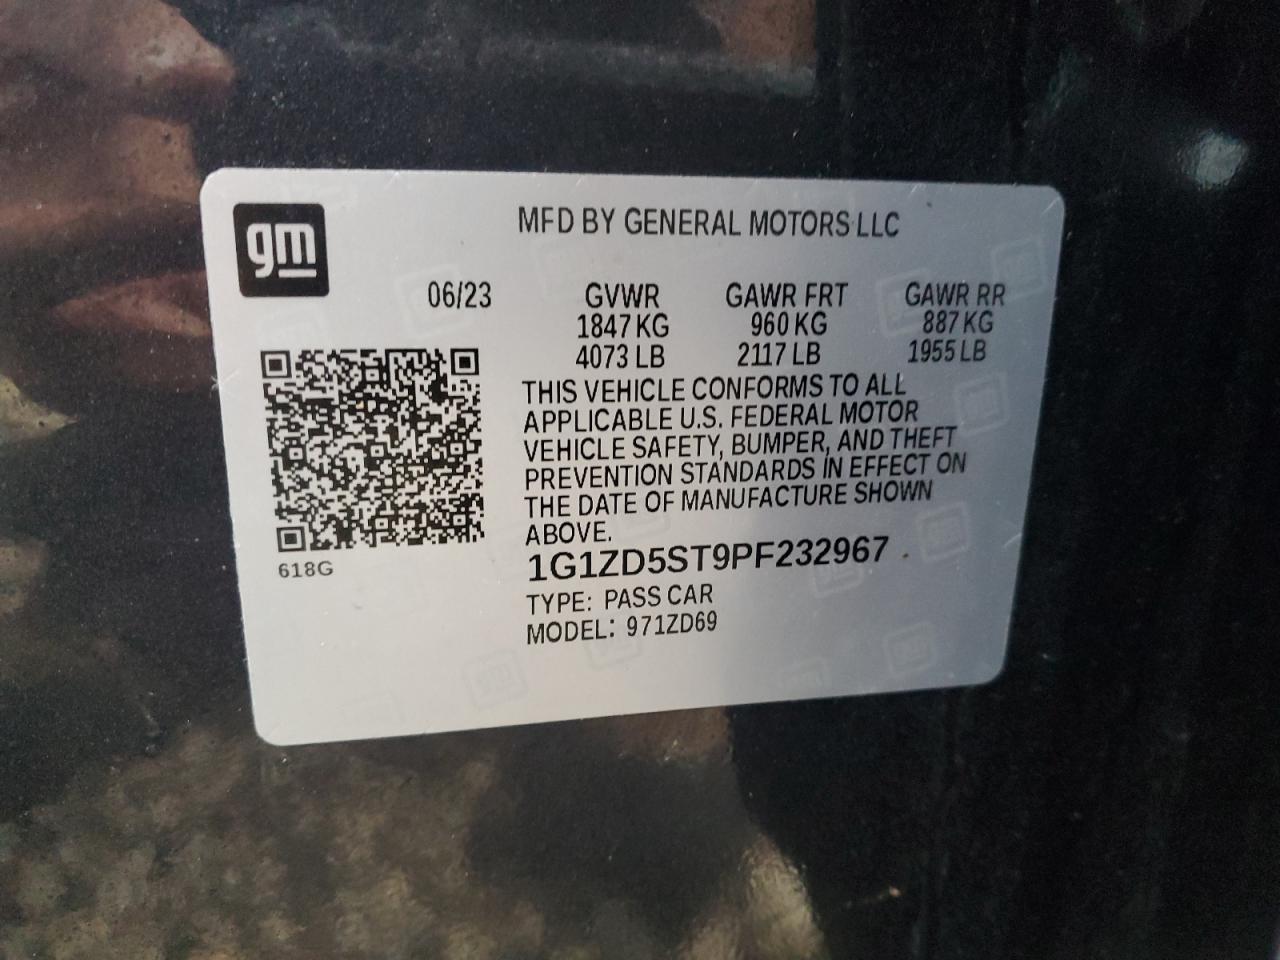 gm
MFD BY GENERAL MOTORS LLC
06/23 GVWR GAWR FRT GAWR RR
1847 KG 960 KG 887 KG
4073 LB 2117 LB 1955 LB
THIS VEHICLE CONFORMS TO ALL
APPLICABLE U.S. FEDERAL MOTOR
VEHICLE SAFETY, BUMPER, AND THEFT
PREVENTION STANDARDS IN EFFECT ON
THE DATE OF MANUFACTURE SHOWN
ABOVE.
618G
1G1ZD5ST9PF232967
TYPE: PASS CAR
MODEL: 971ZD69